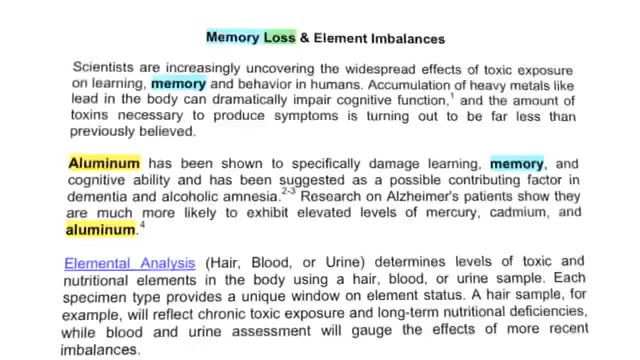 Memory Loss & Element Imbalances
Scientists are increasingly uncovering the widespread effects of toxic exposure
on learning, memory and behavior in humans. Accumulation of heavy metals like
lead in the body can dramatically impair cognitive function,1 and the amount of
toxins necessary to produce symptoms is turning out to be far less than
previously believed.
Aluminum has been shown to specifically damage learning, memory, and
cognitive ability and has been suggested as a possible contributing factor in
dementia and alcoholic amnesia.2-3 Research on Alzheimer's patients show they
are much more likely to exhibit elevated levels of mercury, cadmium, and
aluminum.4
Elemental Analysis (Hair, Blood, or Urine) determines levels of toxic and
nutritional elements in the body using a hair, blood, or urine sample. Each
specimen type provides a unique window on element status. A hair sample, for
example, will reflect chronic toxic exposure and long-term nutritional deficiencies,
while blood and urine assessment will gauge the effects of more recent
imbalances.